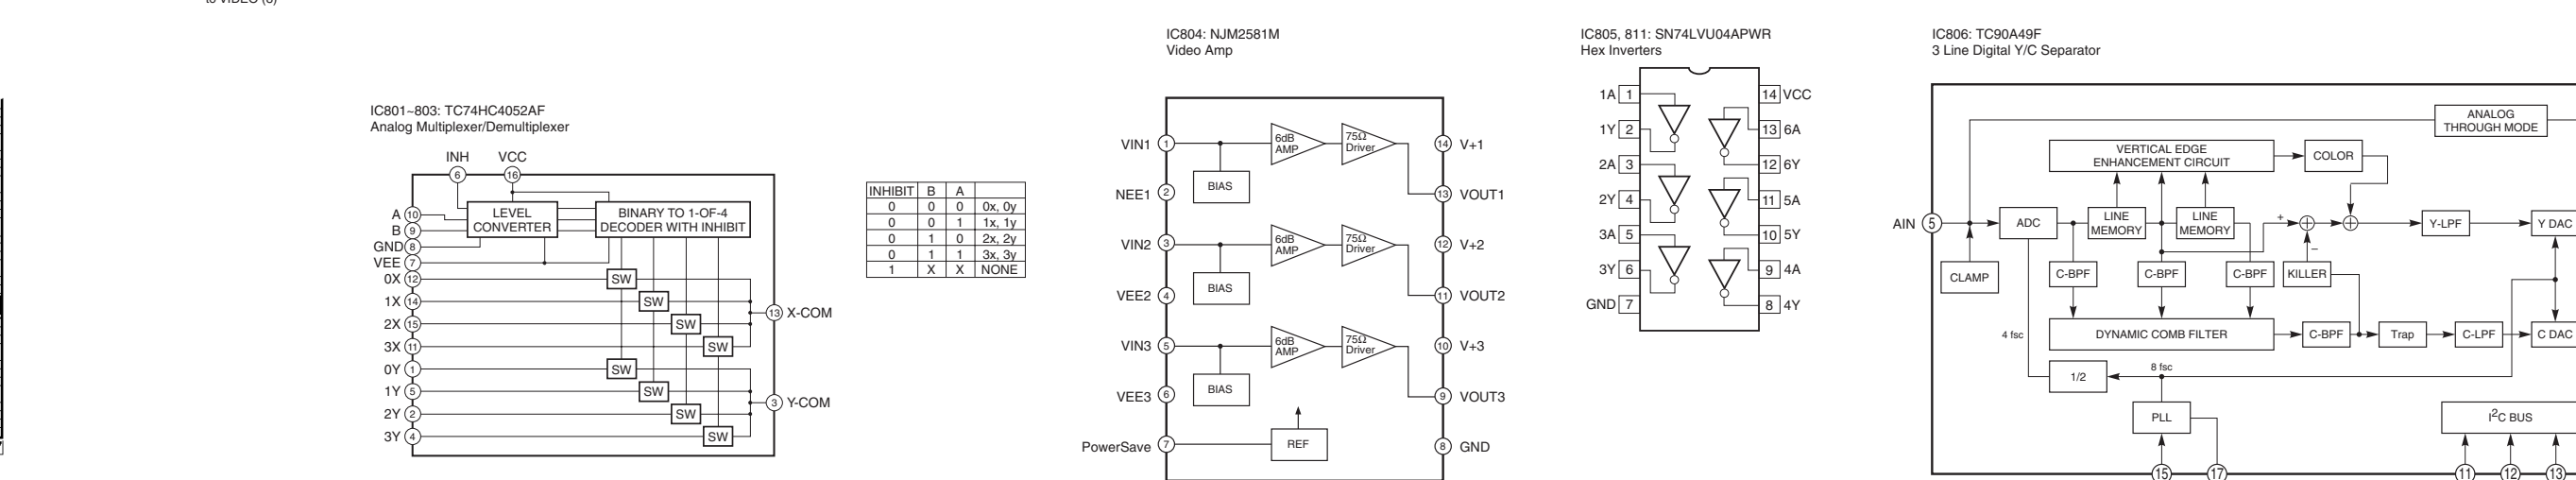 to VIDEO (8)
IC801~803: TC74HC4052AF
Analog Multiplexer/Demultiplexer
INH VCC
6 16
A 10
B 9
GND 8
VEE 7
LEVEL
CONVERTER
BINARY TO 1-OF-4
DECODER WITH INHIBIT
0X 12 SW
1X 14 SW
2X 15 SW
3X 11 SW
13 X-COM
0Y 1 SW
1Y 5 SW
2Y 2 SW
3Y 4 SW
3 Y-COM
INHIBIT B A
0 0 0 0x, 0y
0 0 1 1x, 1y
0 1 0 2x, 2y
0 1 1 3x, 3y
1 X X NONE
IC804: NJM2581M
Video Amp
VIN1 1
6dB
AMP
75Ω
Driver
14 V+1
BIAS
NEE1 2
13 VOUT1
VIN2 3
6dB
AMP
75Ω
Driver
12 V+2
BIAS
VEE2 4
11 VOUT2
VIN3 5
6dB
AMP
75Ω
Driver
10 V+3
BIAS
VEE3 6
9 VOUT3
PowerSave 7
REF
8 GND
IC805, 811: SN74LVU04APWR
Hex Inverters
1A 1 14 VCC
1Y 2 13 6A
2A 3 12 6Y
2Y 4 11 5A
3A 5 10 5Y
3Y 6 9 4A
GND 7 8 4Y
IC806: TC90A49F
3 Line Digital Y/C Separator
ANALOG
THROUGH MODE
VERTICAL EDGE
ENHANCEMENT CIRCUIT
COLOR
AIN 5
ADC
LINE
MEMORY
LINE
MEMORY
+
−
Y-LPF
Y DAC
CLAMP
C-BPF
C-BPF
C-BPF
KILLER
4 fsc
DYNAMIC COMB FILTER
C-BPF
Trap
C-LPF
C DAC
1/2
8 fsc
PLL
I2C BUS
15 17 11 12 13